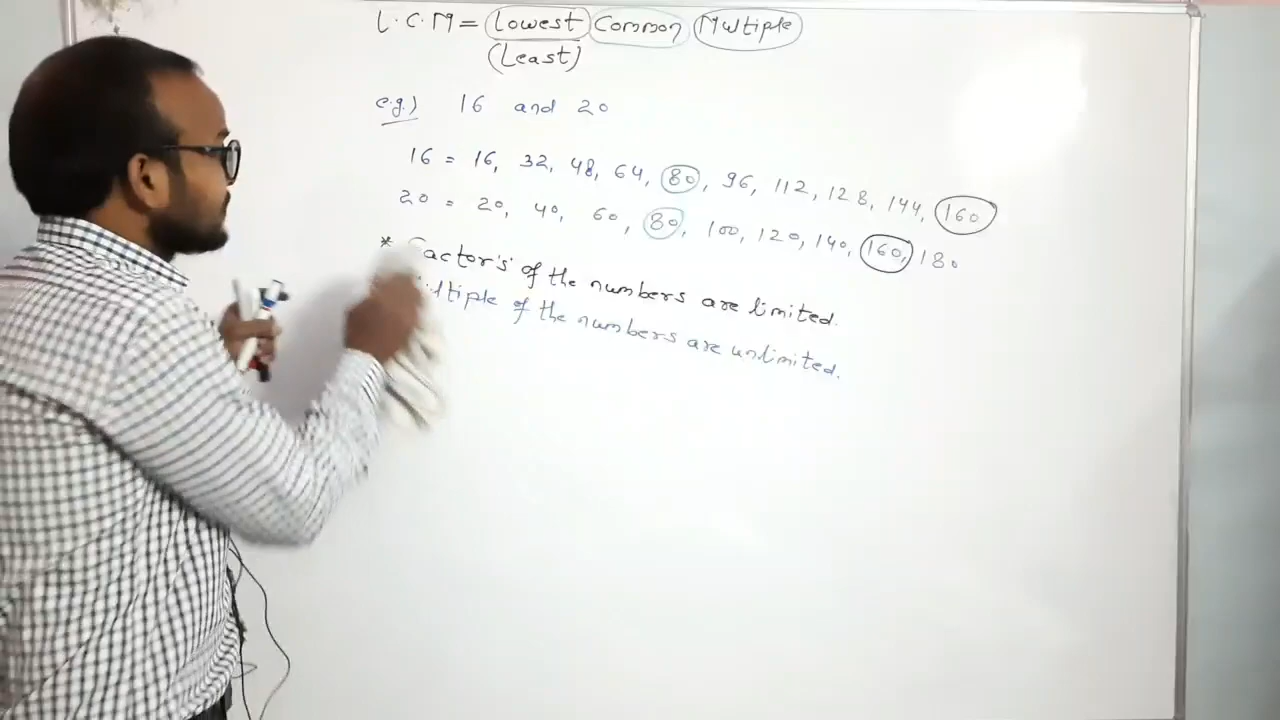 L.C.M = Lowest Common Multiple
(Least)
e.g.) 16 and 20
16 = 16, 32, 48, 64, 80, 96, 112, 128, 144, 160
20 = 20, 40, 60, 80, 100, 120, 140, 160, 180
* Factor's of the numbers are limited.
of the numbers are unlimited.